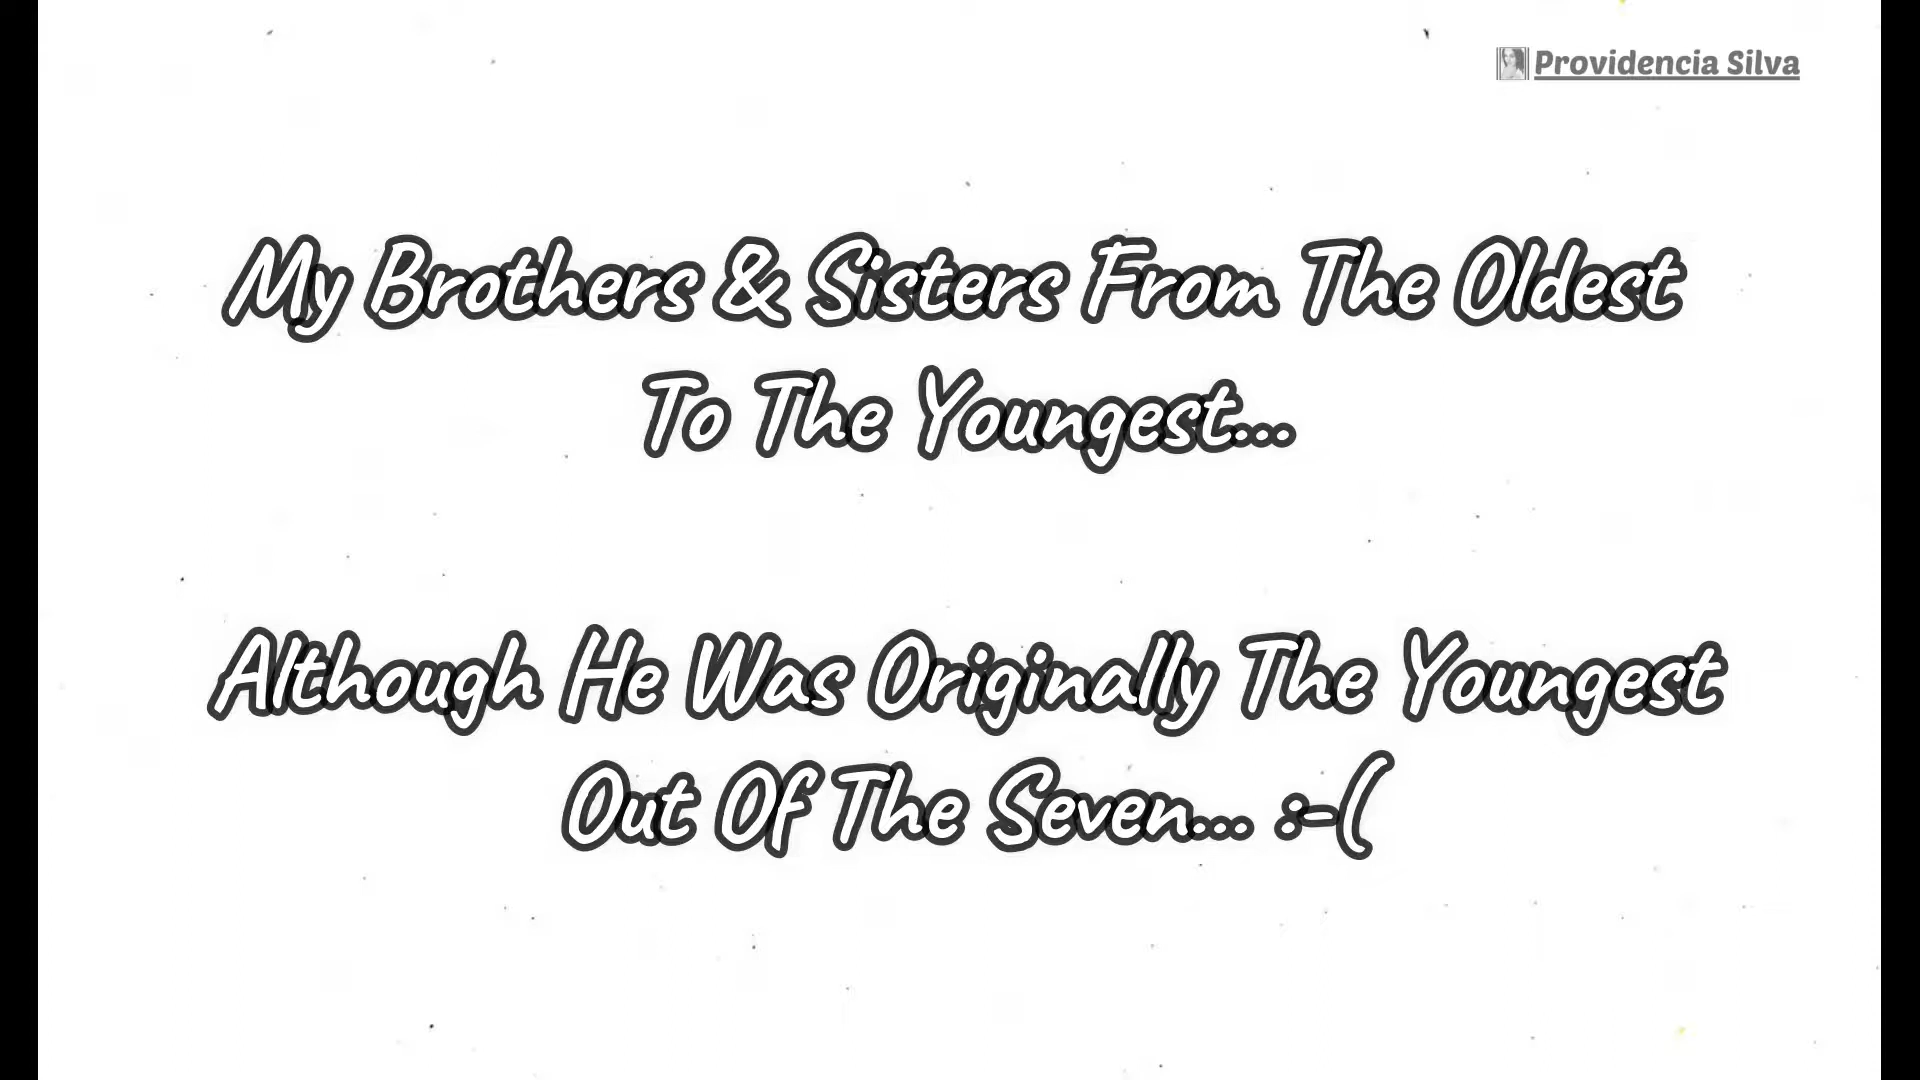 Providencia Silva
My Brothers & Sisters From The Oldest
To The Youngest...
Although He Was Originally The Youngest
Out Of The Seven... :-(